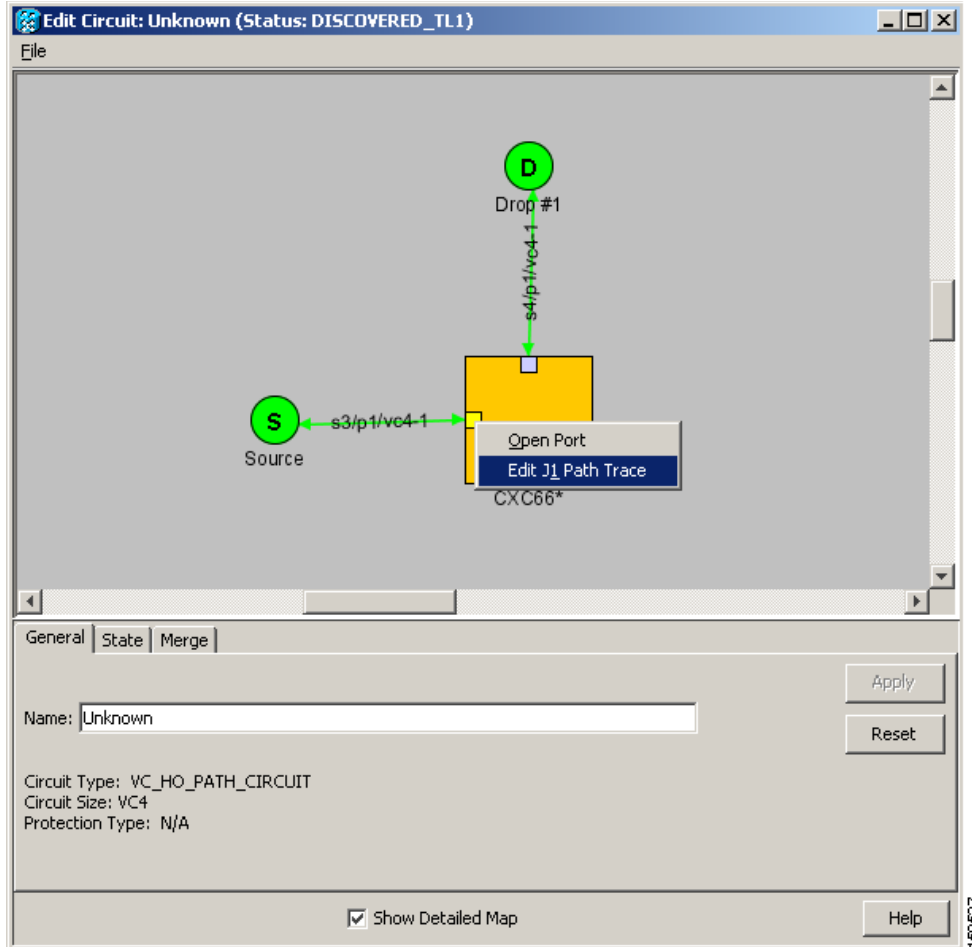 Edit Circuit: Unknown (Status: DISCOVERED_TL1)
File
D
Drop #1
s4/p1/vc4-1
S
s3/p1/vc4-1
Source
Open Port
Edit J1 Path Trace
CXC66*
General State Merge
Apply
Name: Unknown
Reset
Circuit Type: VC_HO_PATH_CIRCUIT
Circuit Size: VC4
Protection Type: N/A
Show Detailed Map
Help